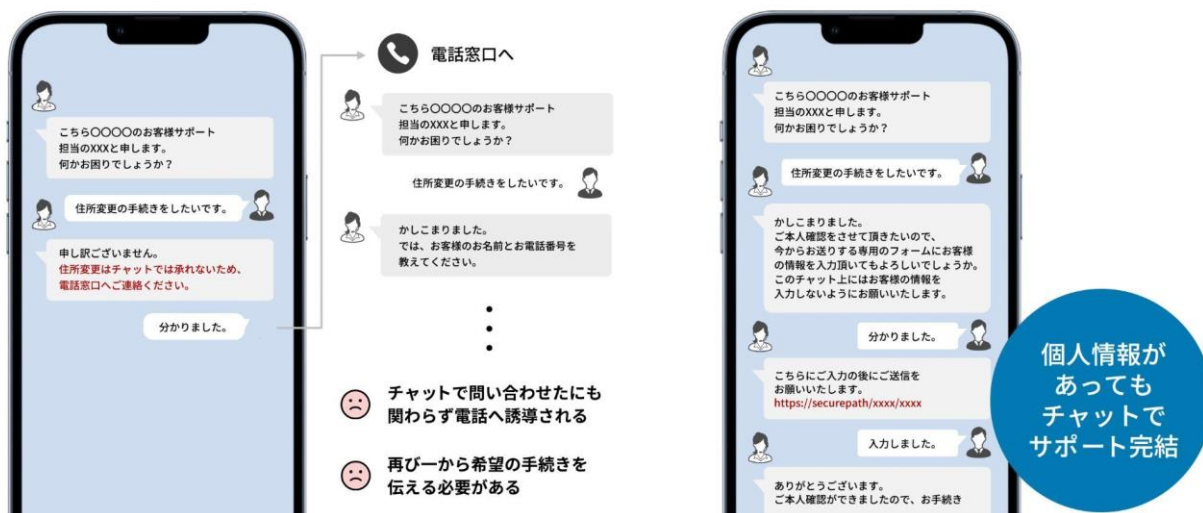 こちら〇〇〇〇のお客様サポート
担当のXXXと申します。
何かお困りでしょうか？
住所変更の手続きをしたいです。
申し訳ございません。
住所変更はチャットでは承れないため、
電話窓口へご連絡ください。
分かりました。
電話窓口へ
こちら〇〇〇〇のお客様サポート
担当のXXXと申します。
何かお困りでしょうか？
住所変更の手続きをしたいです。
かしこまりました。
では、お客様のお名前とお電話番号を
教えてください。
チャットで問い合わせたにも
関わらず電話へ誘導される
再び一から希望の手続きを
伝える必要がある
こちら〇〇〇〇のお客様サポート
担当のXXXと申します。
何かお困りでしょうか？
住所変更の手続きをしたいです。
かしこまりました。
ご本人確認をさせて頂きたいので、
今からお送りする専用のフォームにお客様
の情報を入力頂いてもよろしいでしょうか。
このチャット上にはお客様の情報を
入力しないようにお願いいたします。
分かりました。
こちらにご入力の後にご送信を
お願いいたします。
https://securepath/xxxx/xxxx
入力しました。
ありがとうございます。
ご本人確認ができましたので、お手続き
個人情報が
あっても
チャットで
サポート完結